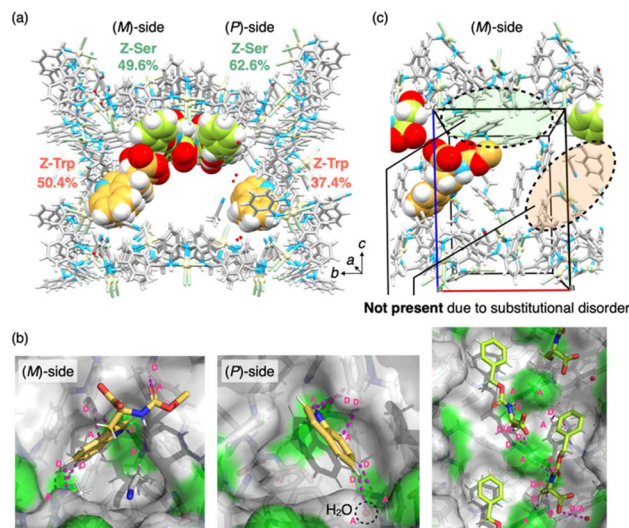 (a)
(M)-side
(P)-side
Z-Ser
49.6%
Z-Ser
62.6%
Z-Trp
50.4%
Z-Trp
37.4%
c
a
b
(c)
(M)-side
Not present due to substitutional disorder
(b)
(M)-side
(P)-side
H₂O
D
A
D
A
D
D
A
A
A
D
D
A
D
D
A
A
A
A
D/A
D
A
D
A
D/A
D/A
A